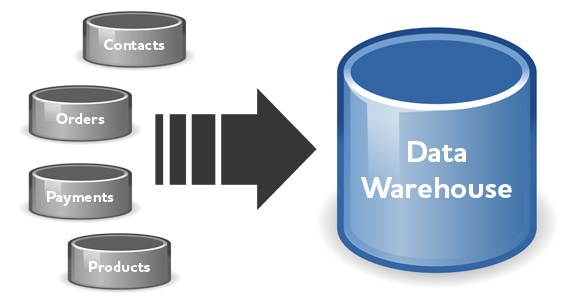 Contacts
Orders
Payments
Products
Data
Warehouse